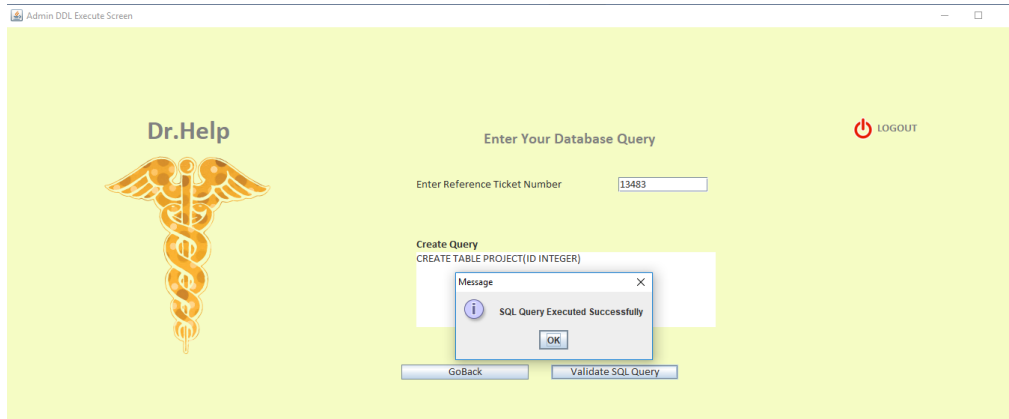 Admin DDL Execute Screen
Dr.Help
Enter Your Database Query
LOGOUT
Enter Reference Ticket Number 13483
Create Query
CREATE TABLE PROJECT(ID INTEGER)
Message
i
SQL Query Executed Successfully
OK
GoBack
Validate SQL Query